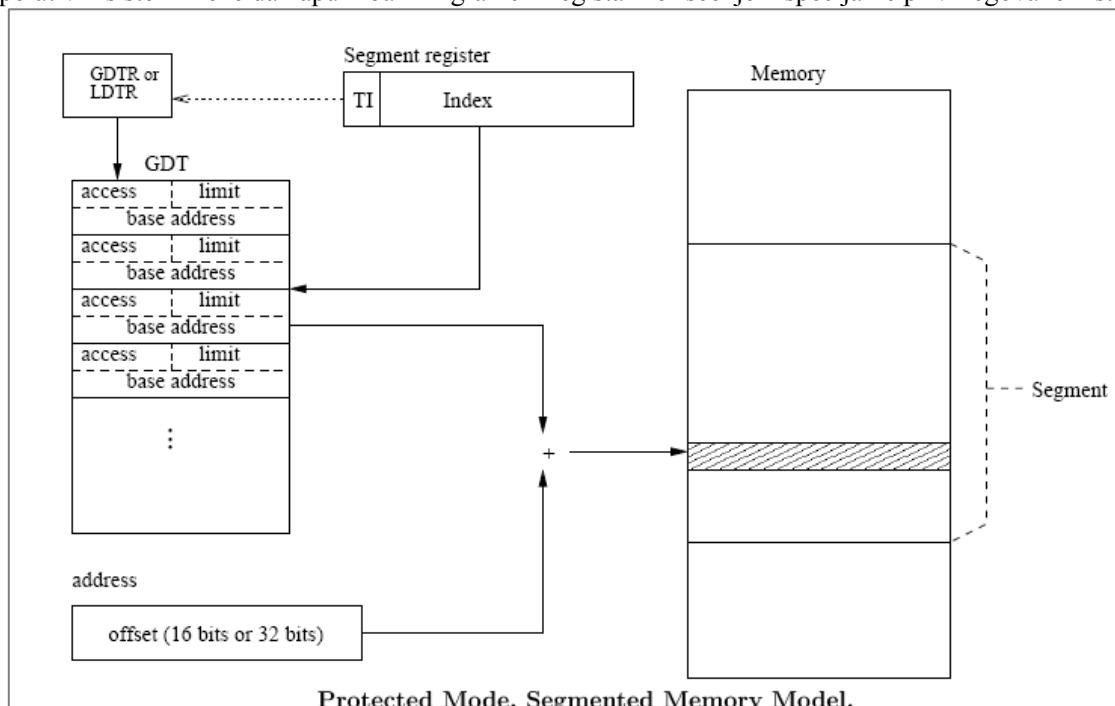 Segment register
GDTR or
LDTR
TI Index
Memory
GDT
access limit
base address
access limit
base address
access limit
base address
access limit
base address
⋮
+
Segment
address
offset (16 bits or 32 bits)
Protected Mode. Segmented Memory Model.